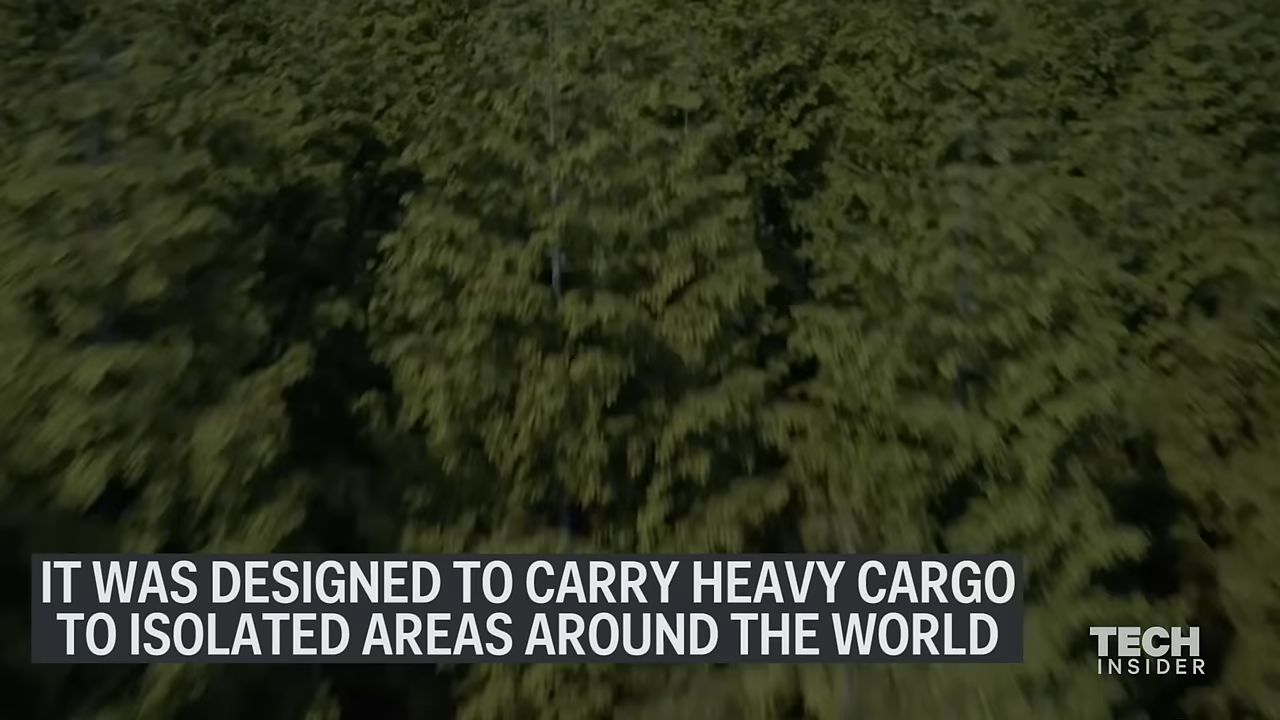 IT WAS DESIGNED TO CARRY HEAVY CARGO
TO ISOLATED AREAS AROUND THE WORLD
TECH
INSIDER